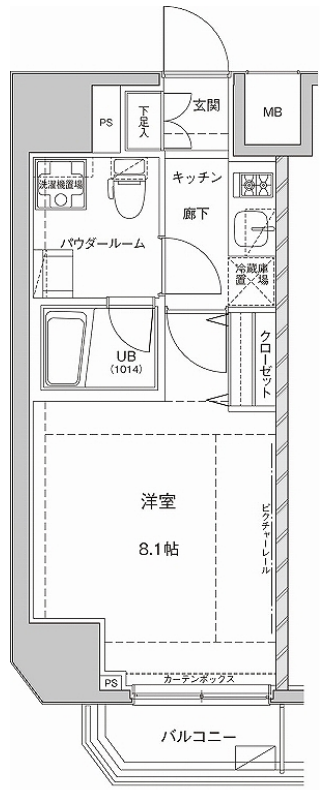 玄関
MB
下足入
PS
キッチン
洗濯機置場
廊下
パウダールーム
冷蔵庫
置場
クローゼット
UB
(1014)
洋室
8.1帖
ピクチャーレール
カーテンボックス
PS
バルコニー